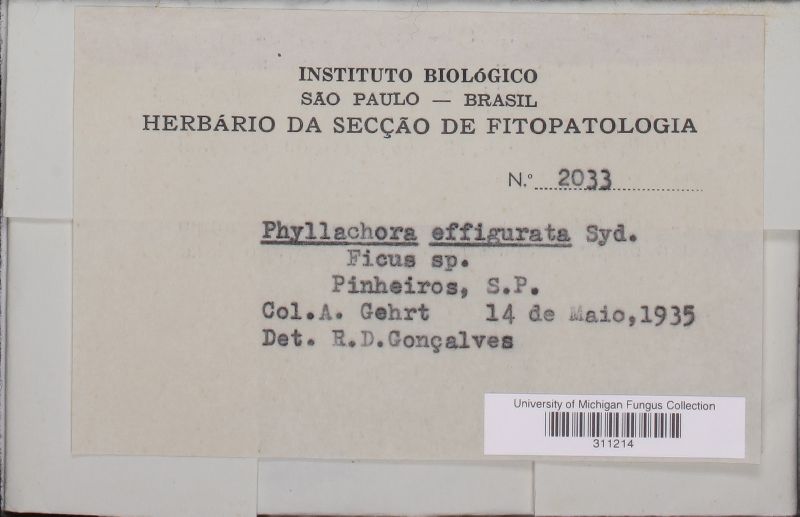 INSTITUTO BIOLóGICO
SÃO PAULO — BRASIL
HERBÁRIO DA SECÇÃO DE FITOPATOLOGIA
N.º 2033
Phyllachora effigurata Syd.
Ficus sp.
Pinheiros, S.P.
Col.A. Gehrt 14 de Maio,1935
Det. R.D.Gonçalves
University of Michigan Fungus Collection
311214